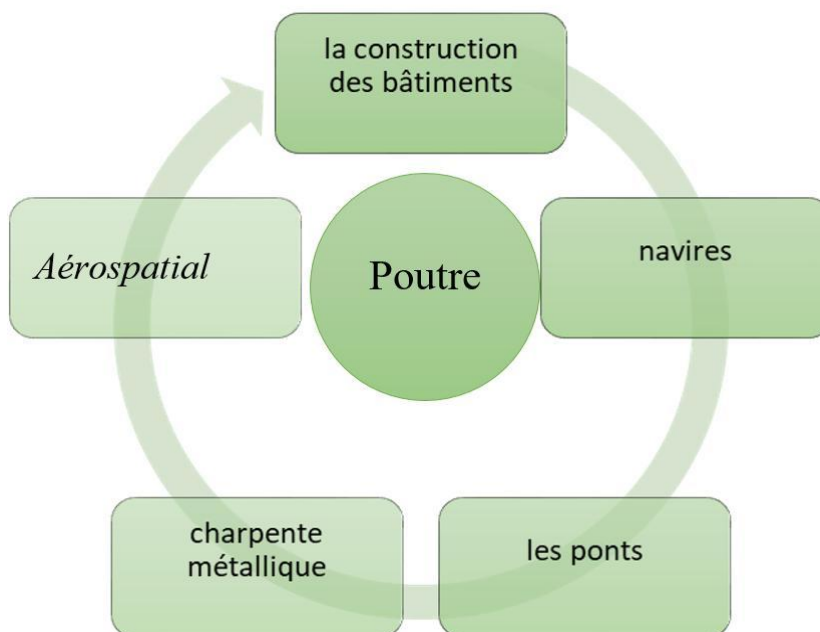 la construction
des bâtiments
navires
les ponts
charpente
métallique
Aérospatial
Poutre